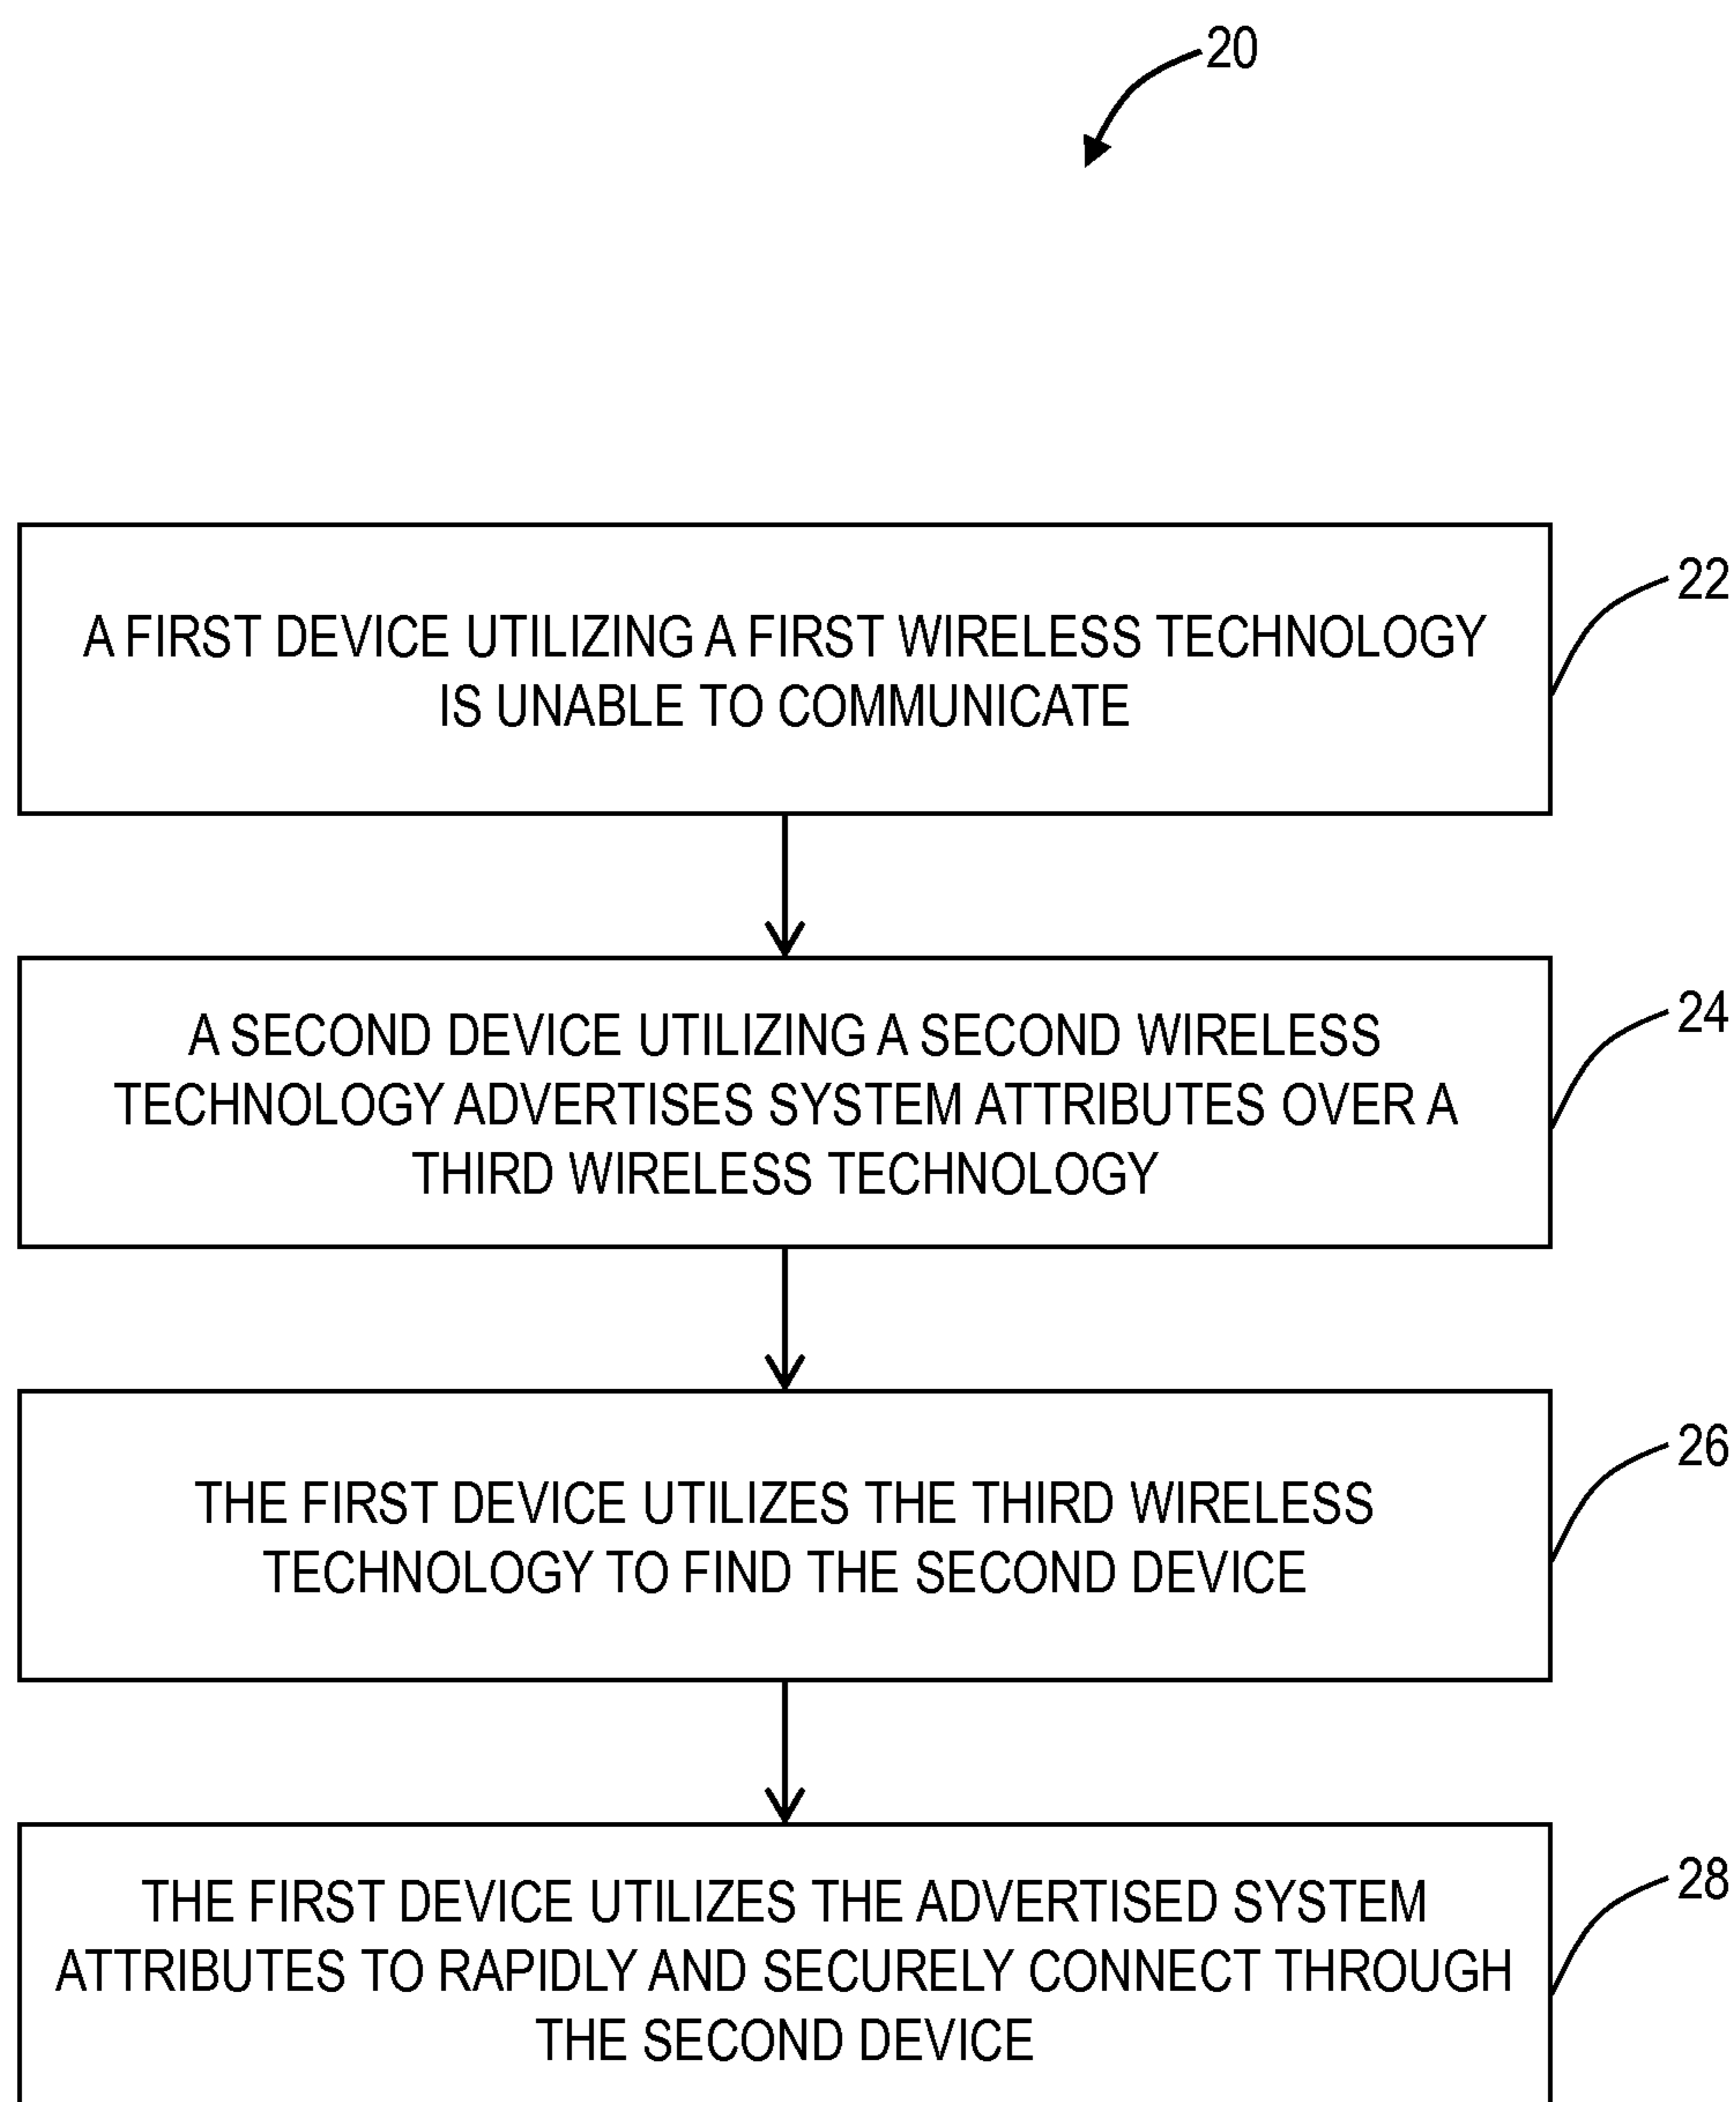 20
A FIRST DEVICE UTILIZING A FIRST WIRELESS TECHNOLOGY
IS UNABLE TO COMMUNICATE
22
A SECOND DEVICE UTILIZING A SECOND WIRELESS
TECHNOLOGY ADVERTISES SYSTEM ATTRIBUTES OVER A
THIRD WIRELESS TECHNOLOGY
24
THE FIRST DEVICE UTILIZES THE THIRD WIRELESS
TECHNOLOGY TO FIND THE SECOND DEVICE
26
THE FIRST DEVICE UTILIZES THE ADVERTISED SYSTEM
ATTRIBUTES TO RAPIDLY AND SECURELY CONNECT THROUGH
THE SECOND DEVICE
28